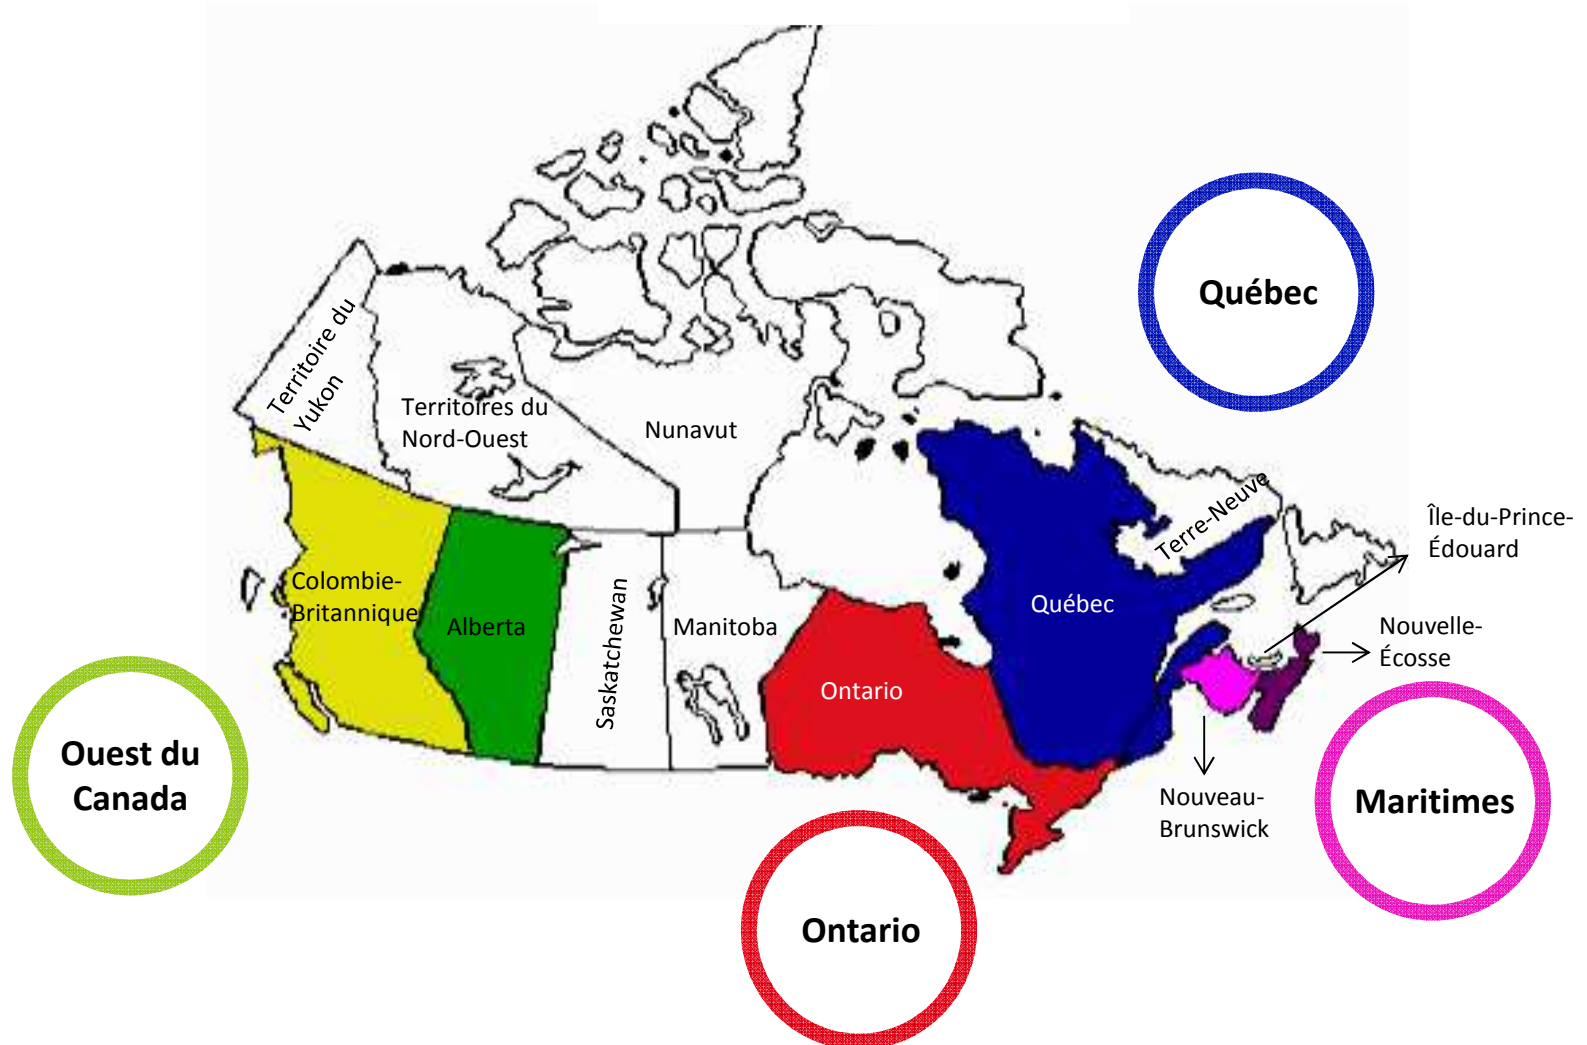 Québec
Territoire du
Yukon
Territoires du
Nord-Ouest
Nunavut
Terre-Neuve
Île-du-Prince-
Édouard
Colombie-
Britannique
Alberta
Saskatchewan
Manitoba
Québec
Nouvelle-
Écosse
Ontario
Ouest du
Canada
Nouveau-
Brunswick
Maritimes
Ontario